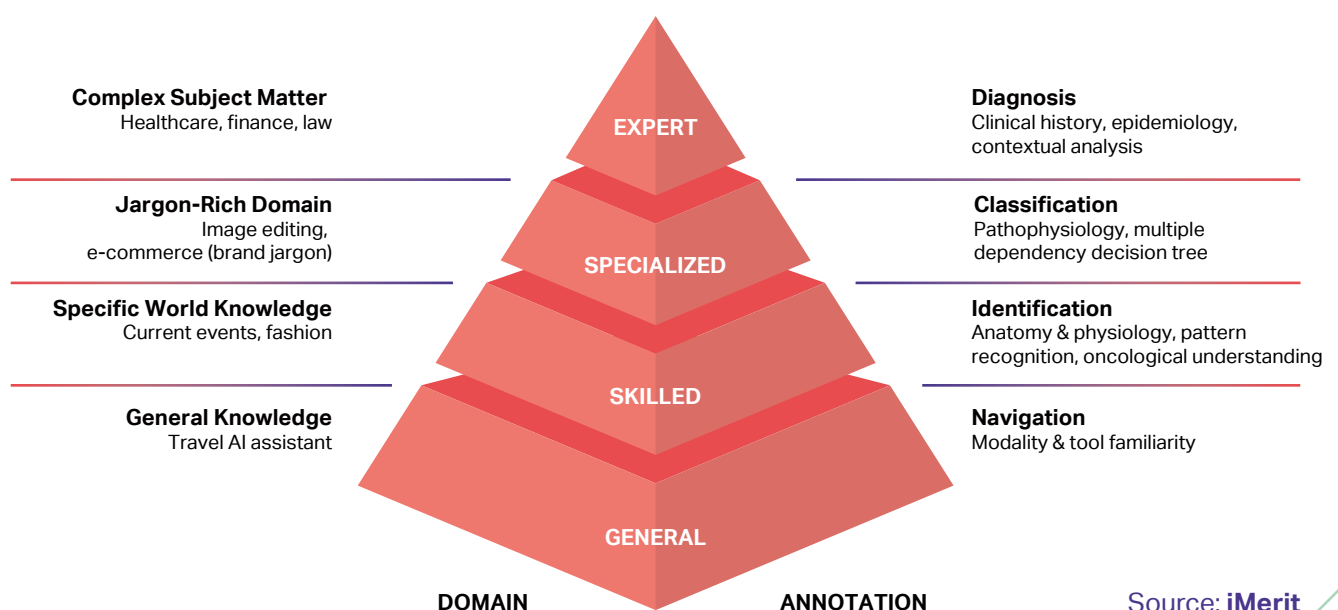 Complex Subject Matter
Healthcare, finance, law
EXPERT
Diagnosis
Clinical history, epidemiology,
contextual analysis
Jargon-Rich Domain
Image editing,
e-commerce (brand jargon)
SPECIALIZED
Classification
Pathophysiology, multiple
dependency decision tree
Specific World Knowledge
Current events, fashion
SKILLED
Identification
Anatomy & physiology, pattern
recognition, oncological understanding
General Knowledge
Travel AI assistant
GENERAL
Navigation
Modality & tool familiarity
DOMAIN
ANNOTATION
Source: iMerit